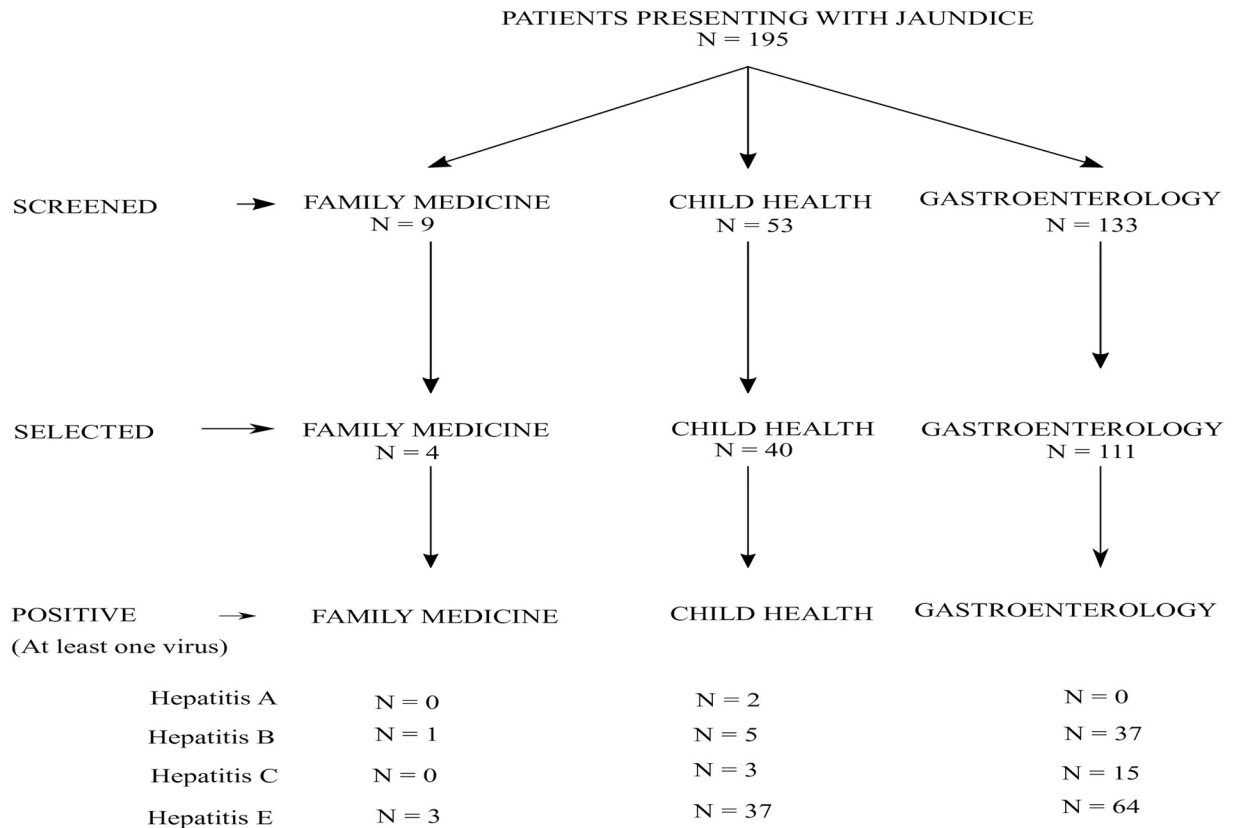 PATIENTS PRESENTING WITH JAUNDICE
N = 195
SCREENED
FAMILY MEDICINE
N = 9
CHILD HEALTH
N = 53
GASTROENTEROLOGY
N = 133
SELECTED
FAMILY MEDICINE
N = 4
CHILD HEALTH
N = 40
GASTROENTEROLOGY
N = 111
POSITIVE
(At least one virus)
FAMILY MEDICINE
CHILD HEALTH
GASTROENTEROLOGY
Hepatitis A
N = 0
N = 2
N = 0
Hepatitis B
N = 1
N = 5
N = 37
Hepatitis C
N = 0
N = 3
N = 15
Hepatitis E
N = 3
N = 37
N = 64